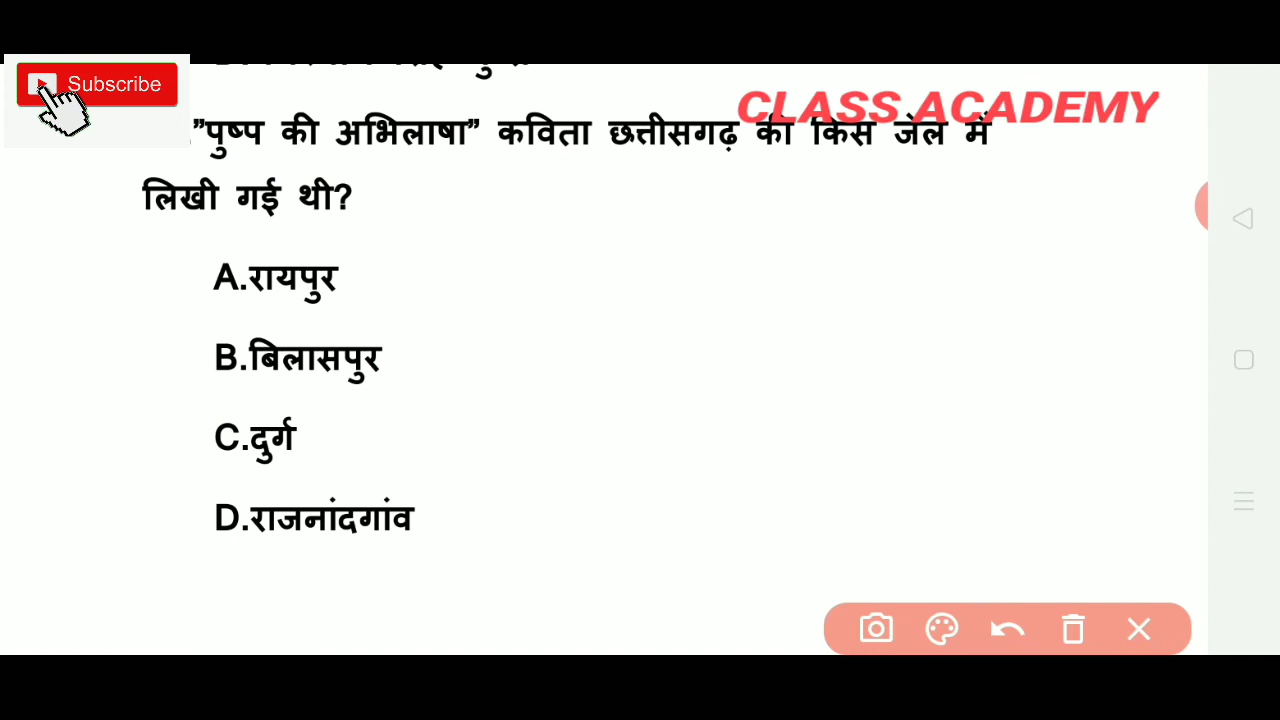 Subscribe
CLASS ACADEMY
”पुष्प की अभिलाषा” कविता छत्तीसगढ़ की किस जेल में
लिखी गई थी?
A.रायपुर
B.बिलासपुर
C.दुर्ग
D.राजनांदगांव